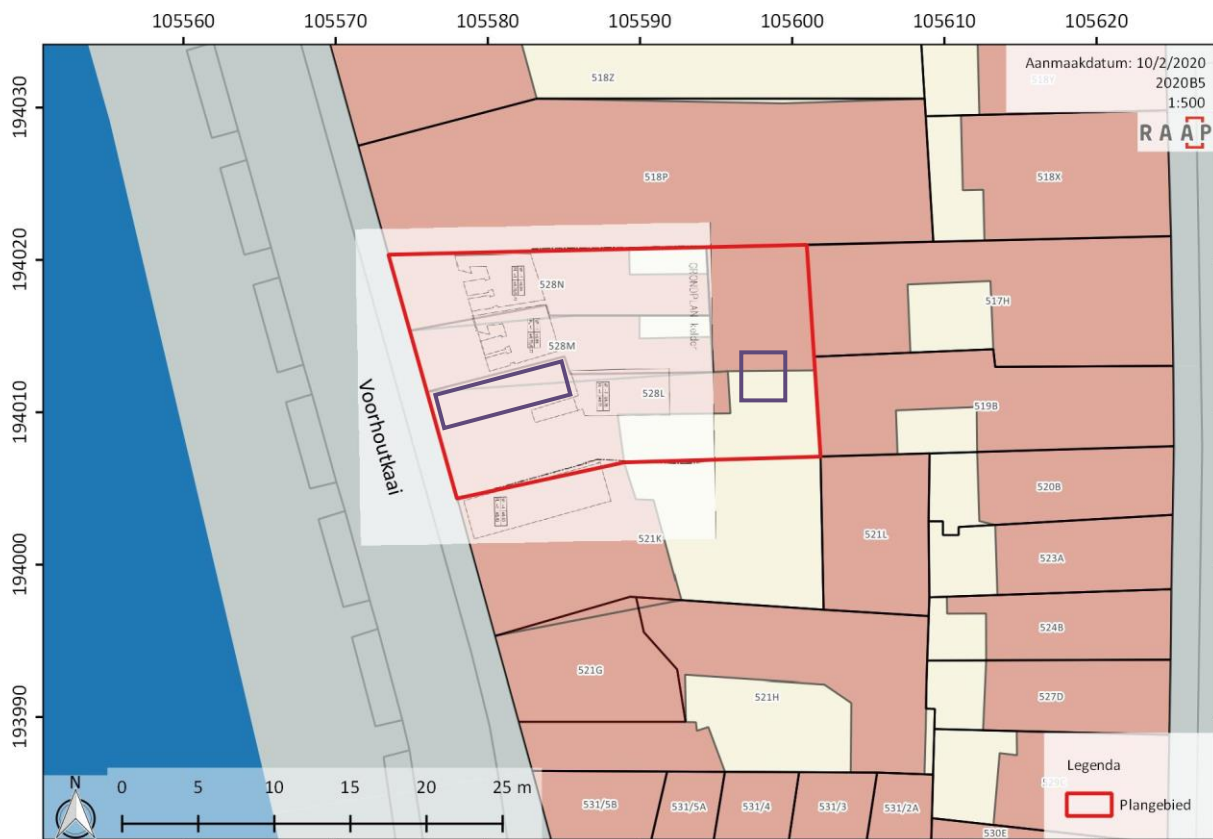 105560 105570 105580 105590 105600 105610 105620
194030
194020
194010
194000
193990
Aanmaakdatum: 10/2/2020
2020B5
1:500
RAAP
518Z
518Y
518P
518X
528N
GRONDPLAN kelder
517H
528M
528L
519B
Voorhoutkaai
520B
521K
521L
523A
524B
521G
521H
527D
529C
531/5B
531/5A
531/4
531/3
531/2A
530E
N
0 5 10 15 20 25 m
Legenda
Plangebied